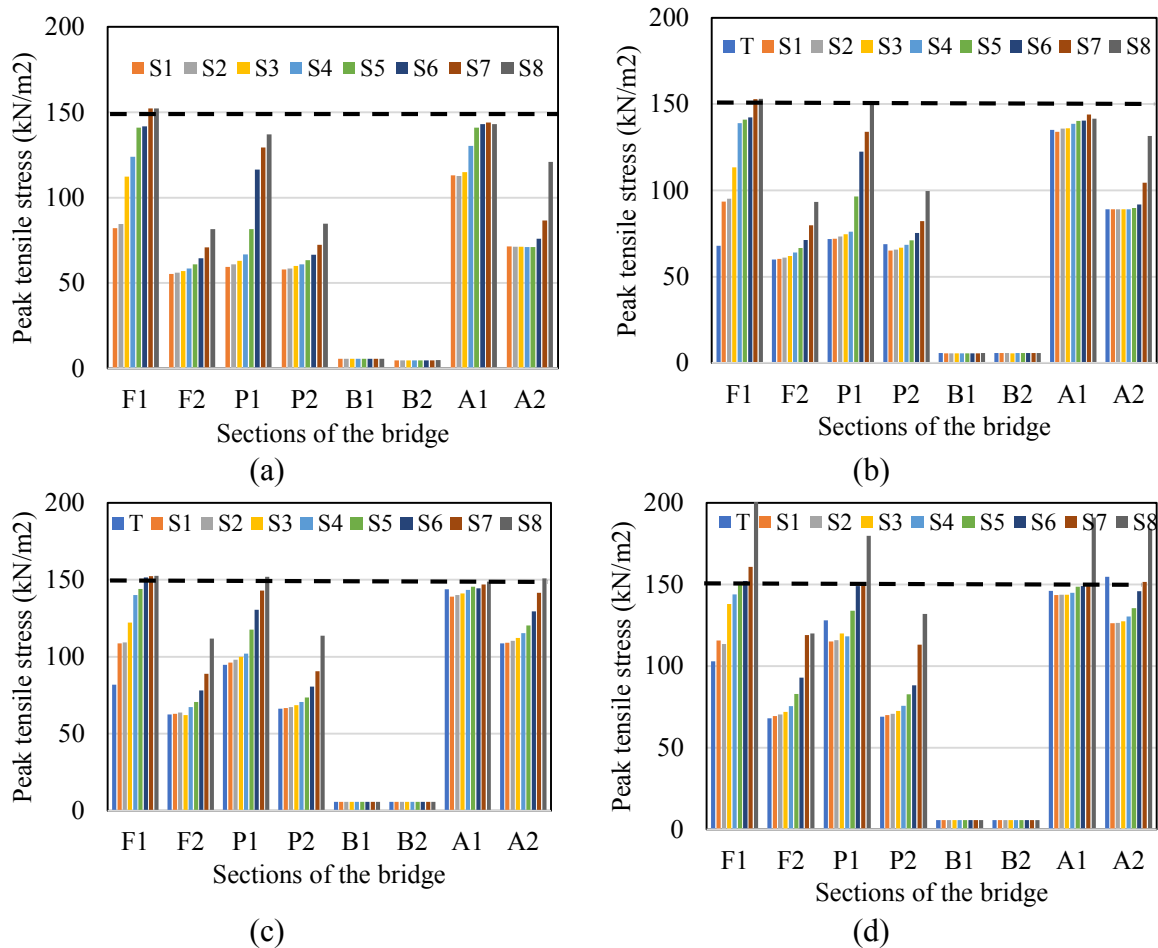 Peak tensile stress (kN/m2)
200
150
100
50
0
S1 S2 S3 S4 S5 S6 S7 S8
F1 F2 P1 P2 B1 B2 A1 A2
Sections of the bridge
(a)
Peak tensile stress (kN/m2)
200
150
100
50
0
T S1 S2 S3 S4 S5 S6 S7 S8
F1 F2 P1 P2 B1 B2 A1 A2
Sections of the bridge
(b)
Peak tensile stress (kN/m2)
200
150
100
50
0
T S1 S2 S3 S4 S5 S6 S7 S8
F1 F2 P1 P2 B1 B2 A1 A2
Sections of the bridge
(c)
Peak tensile stress (kN/m2)
200
150
100
50
0
T S1 S2 S3 S4 S5 S6 S7 S8
F1 F2 P1 P2 B1 B2 A1 A2
Sections of the bridge
(d)